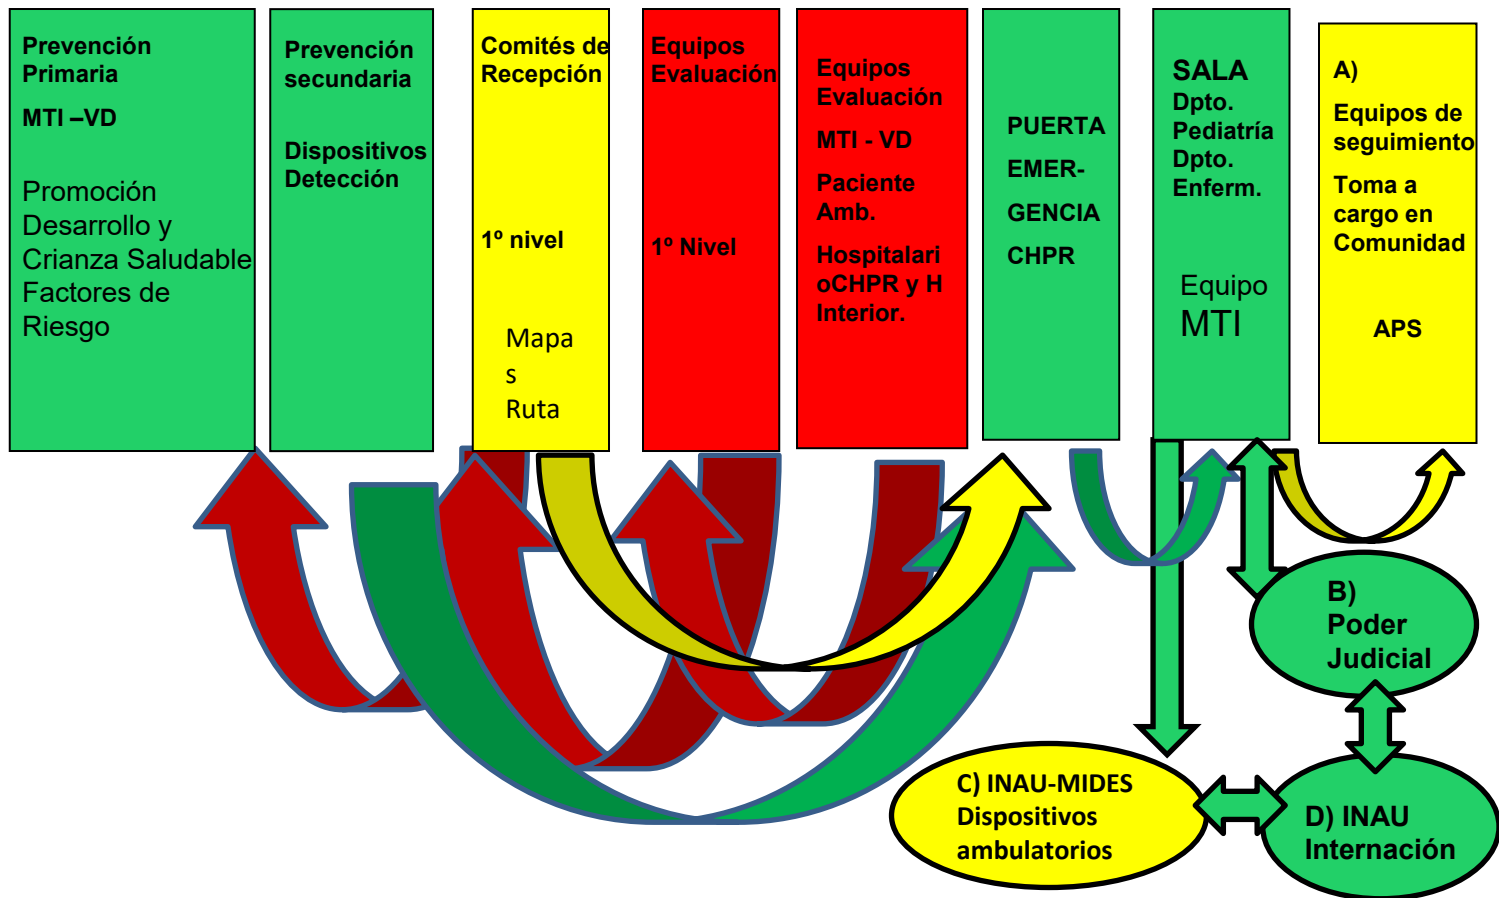 Prevención
Primaria
MTI –VD
Promoción
Desarrollo y
Crianza Saludable
Factores de
Riesgo
Prevención
secundaria
Dispositivos
Detección
Comités de
Recepción
1º nivel
Mapa
s
Ruta
Equipos
Evaluación
1º Nivel
Equipos
Evaluación
MTI - VD
Paciente
Amb.
Hospitalari
oCHPR y H
Interior.
PUERTA
EMER-
GENCIA
CHPR
SALA
Dpto.
Pediatría
Dpto.
Enferm.
Equipo
MTI
A)
Equipos de
seguimiento
Toma a
cargo en
Comunidad
APS
B)
Poder
Judicial
C) INAU-MIDES
Dispositivos
ambulatorios
D) INAU
Internación